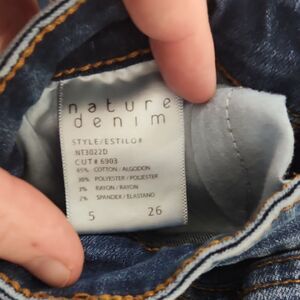 nature
denim
STYLE/ESTILO#
NT3022D
CUT# 6903
65% COTTON / ALGODON
30% POLYESTER / POLIESTER
3% RAYON / RAYON
2% SPANDEX / ELASTANO
5 26